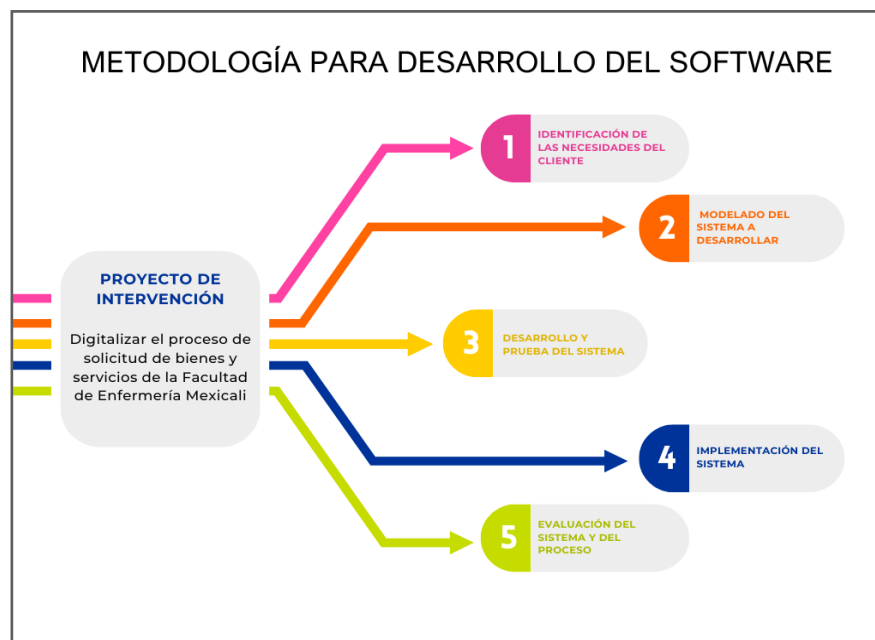 METODOLOGÍA PARA DESARROLLO DEL SOFTWARE
PROYECTO DE
INTERVENCIÓN
Digitalizar el proceso de
solicitud de bienes y
servicios de la Facultad
de Enfermería Mexicali
1
IDENTIFICACIÓN DE
LAS NECESIDADES DEL
CLIENTE
2
MODELADO DEL
SISTEMA A
DESARROLLAR
3
DESARROLLO Y
PRUEBA DEL SISTEMA
4
IMPLEMENTACIÓN DEL
SISTEMA
5
EVALUACIÓN DEL
SISTEMA Y DEL
PROCESO